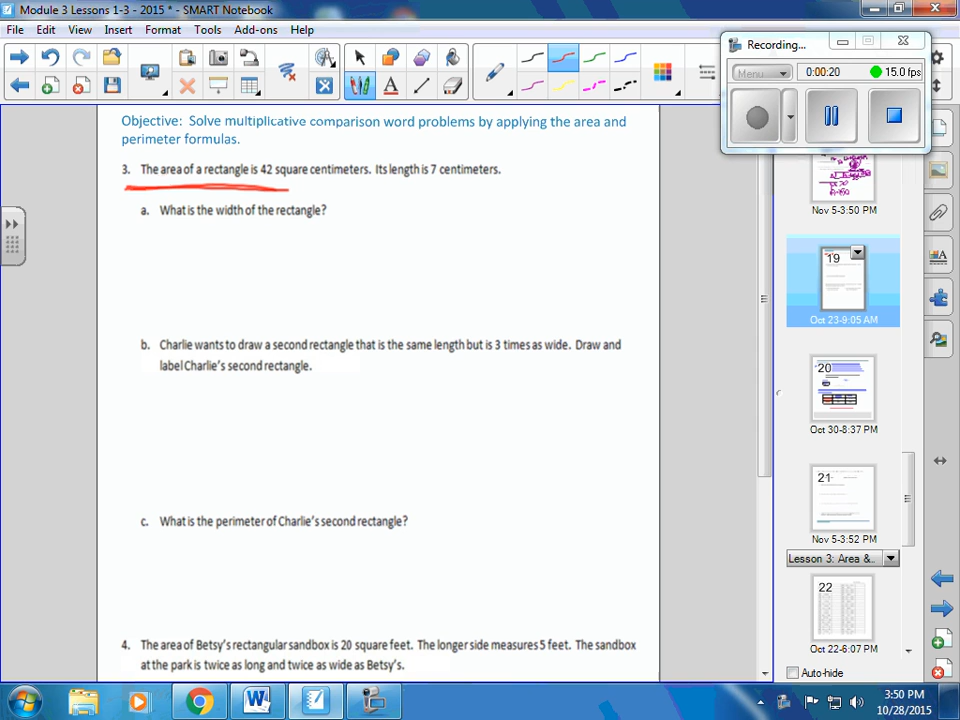 Module 3 Lessons 1-3 - 2015 * - SMART Notebook
File Edit View Insert Format Tools Add-ons Help
Recording...
Menu 0:00:20 15.0 fps
Objective: Solve multiplicative comparison word problems by applying the area and
perimeter formulas.
3. The area of a rectangle is 42 square centimeters. Its length is 7 centimeters.
a. What is the width of the rectangle?
b. Charlie wants to draw a second rectangle that is the same length but is 3 times as wide. Draw and
label Charlie's second rectangle.
c. What is the perimeter of Charlie's second rectangle?
4. The area of Betsy's rectangular sandbox is 20 square feet. The longer side measures 5 feet. The sandbox
at the park is twice as long and twice as wide as Betsy's.
Nov 5-3:50 PM
19
Oct 23-9:05 AM
20
Oct 30-8:37 PM
21
Nov 5-3:52 PM
Lesson 3: Area &..
22
Oct 22-6:07 PM
Auto-hide
3:50 PM
10/28/2015